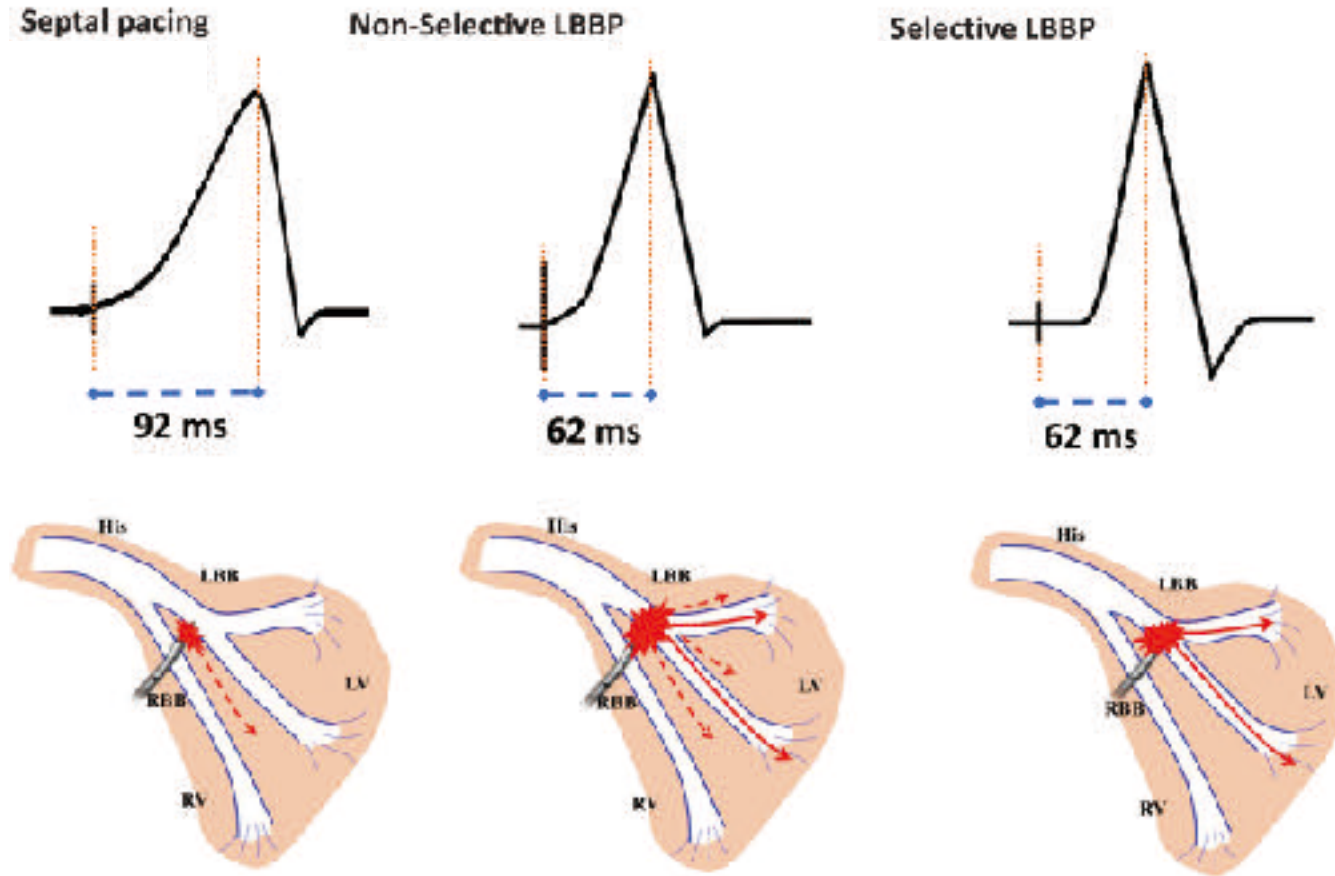 Septal pacing
Non-Selective LBBP
Selective LBBP
92 ms
62 ms
62 ms
His
LBB
LV
RBB
RV
His
LBB
LV
RBB
RV
His
LBB
LV
RBB
RV